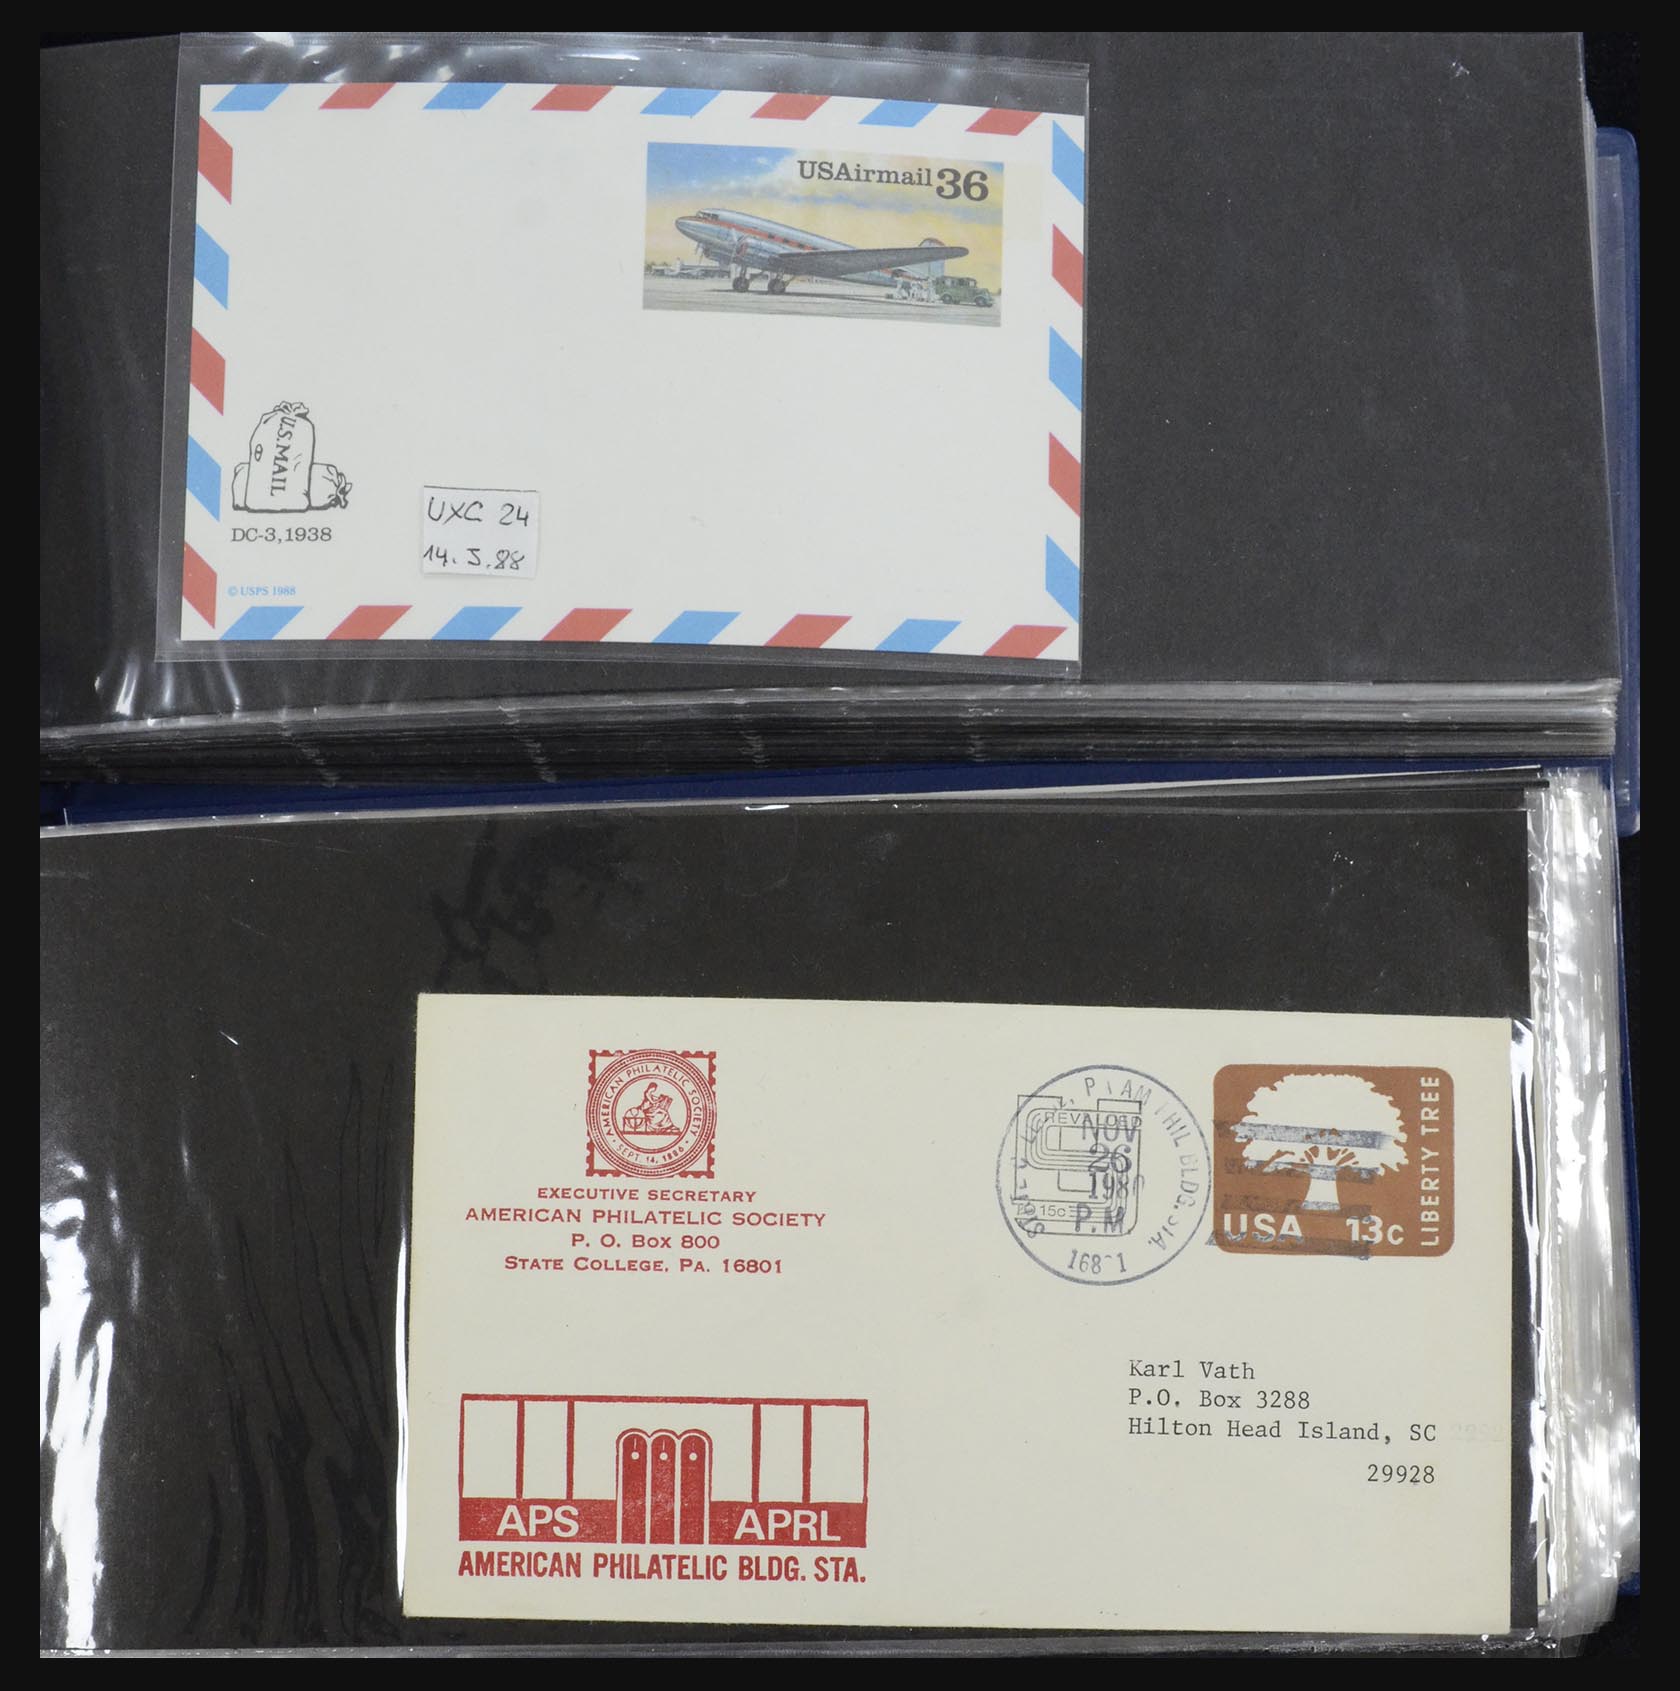 USAirmail 36
U.S. MAIL
DC-3, 1938
© USPS 1988
UXC 24
14.5.88
AMERICAN PHILATELIC SOCIETY
SEPT. 14, 1886
EXECUTIVE SECRETARY
AMERICAN PHILATELIC SOCIETY
P. O. Box 800
STATE COLLEGE, PA. 16801
REVALUED
NOV
26
1980
P.M.
15c
BLDG. STA.
USA 13c
LIBERTY TREE
Karl Vath
P.O. Box 3288
Hilton Head Island, SC
29928
APS APRL
AMERICAN PHILATELIC BLDG. STA.